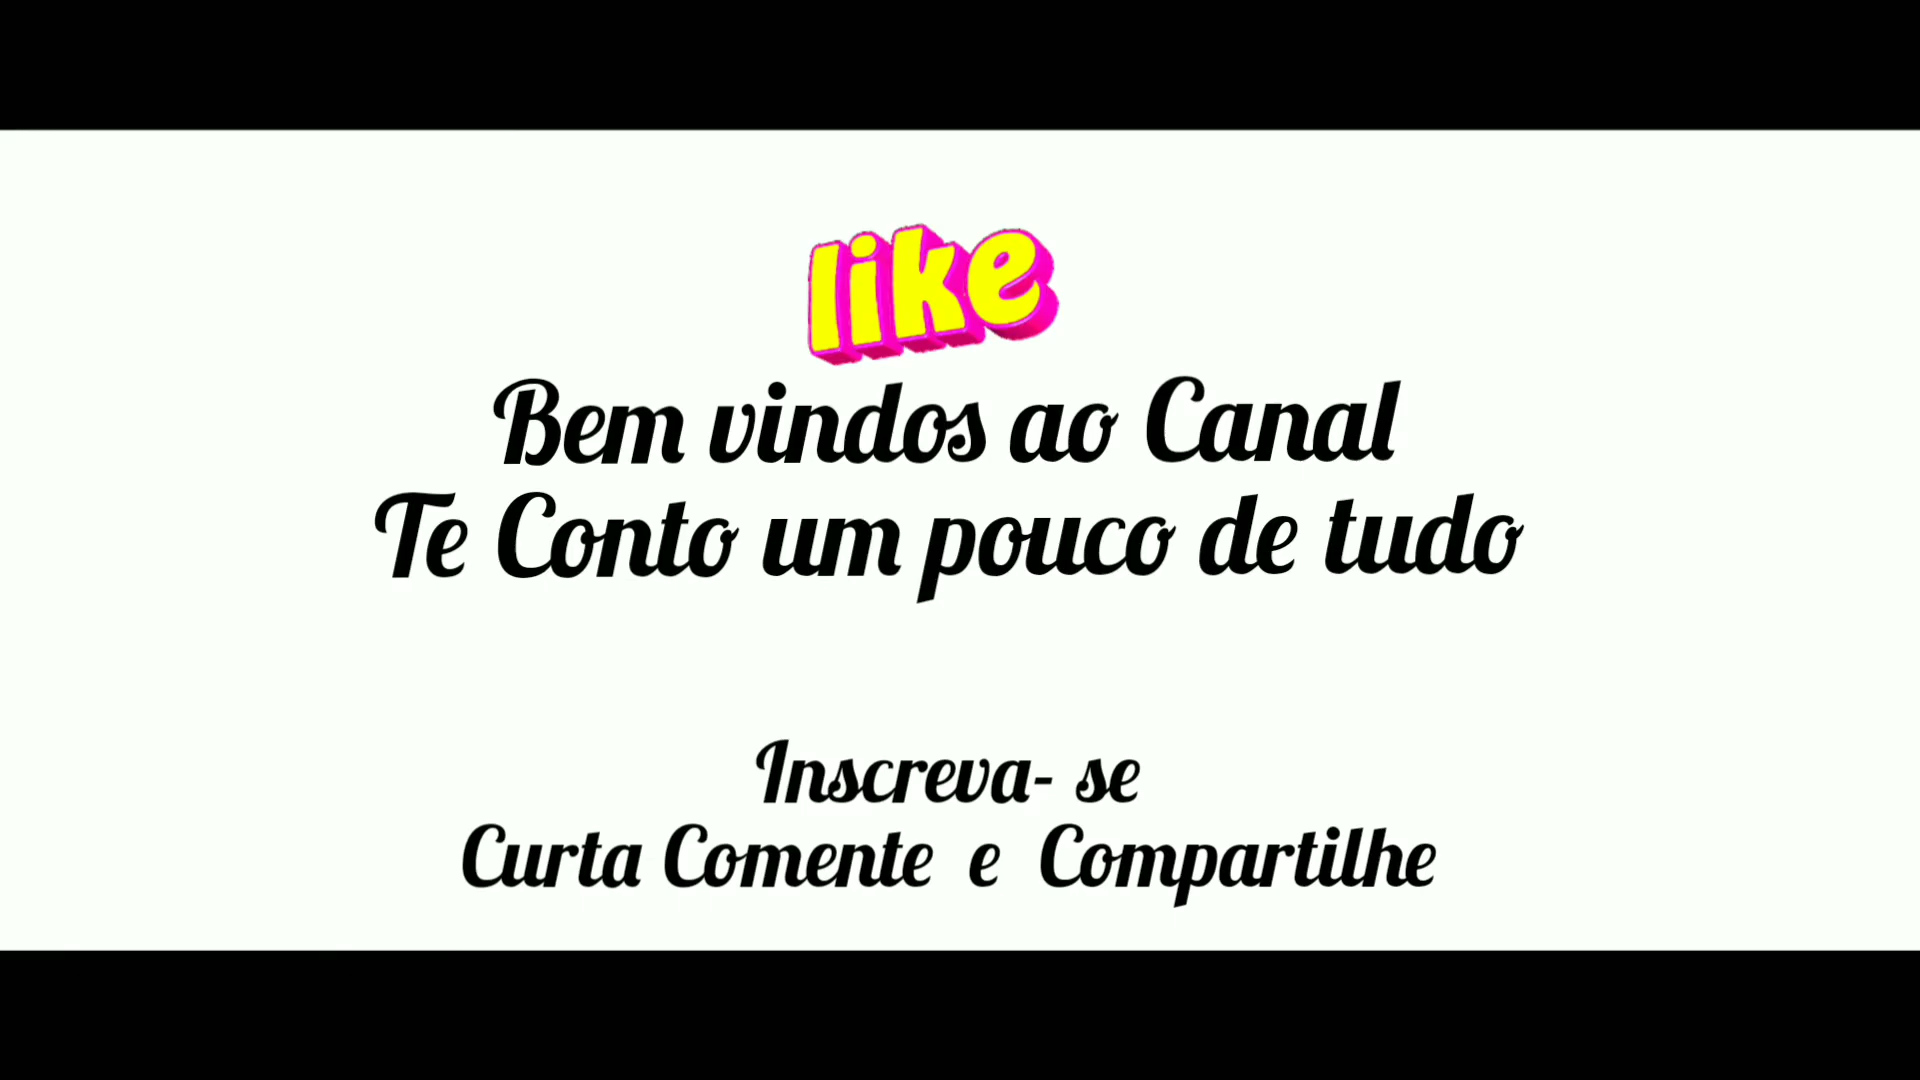 like
Bem vindos ao Canal
Te Conto um pouco de tudo
Inscreva- se
Curta Comente e Compartilhe